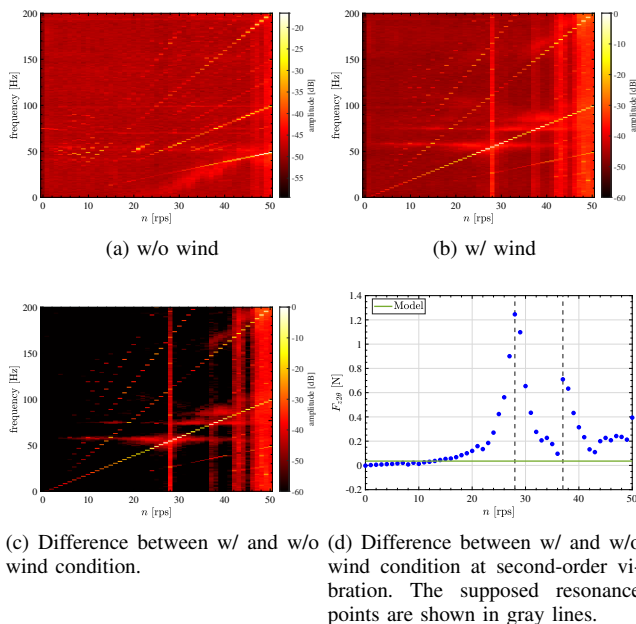 200
150
100
50
0
frequency [Hz]
0 10 20 30 40 50
n [rps]
-20
-25
-30
-35
-40
-45
-50
-55
amplitude [dB]
(a) w/o wind
200
150
100
50
0
frequency [Hz]
0 10 20 30 40 50
n [rps]
0
-10
-20
-30
-40
-50
-60
amplitude [dB]
(b) w/ wind
200
150
100
50
0
frequency [Hz]
0 10 20 30 40 50
n [rps]
0
-10
-20
-30
-40
-50
-60
amplitude [dB]
(c) Difference between w/ and w/o
wind condition.
1.4
1.2
1
0.8
0.6
0.4
0.2
0
-0.2
F_{z2θ} [N]
Model
0 10 20 30 40 50
n [rps]
(d) Difference between w/ and w/o
wind condition at second-order vi-
bration. The supposed resonance
points are shown in gray lines.